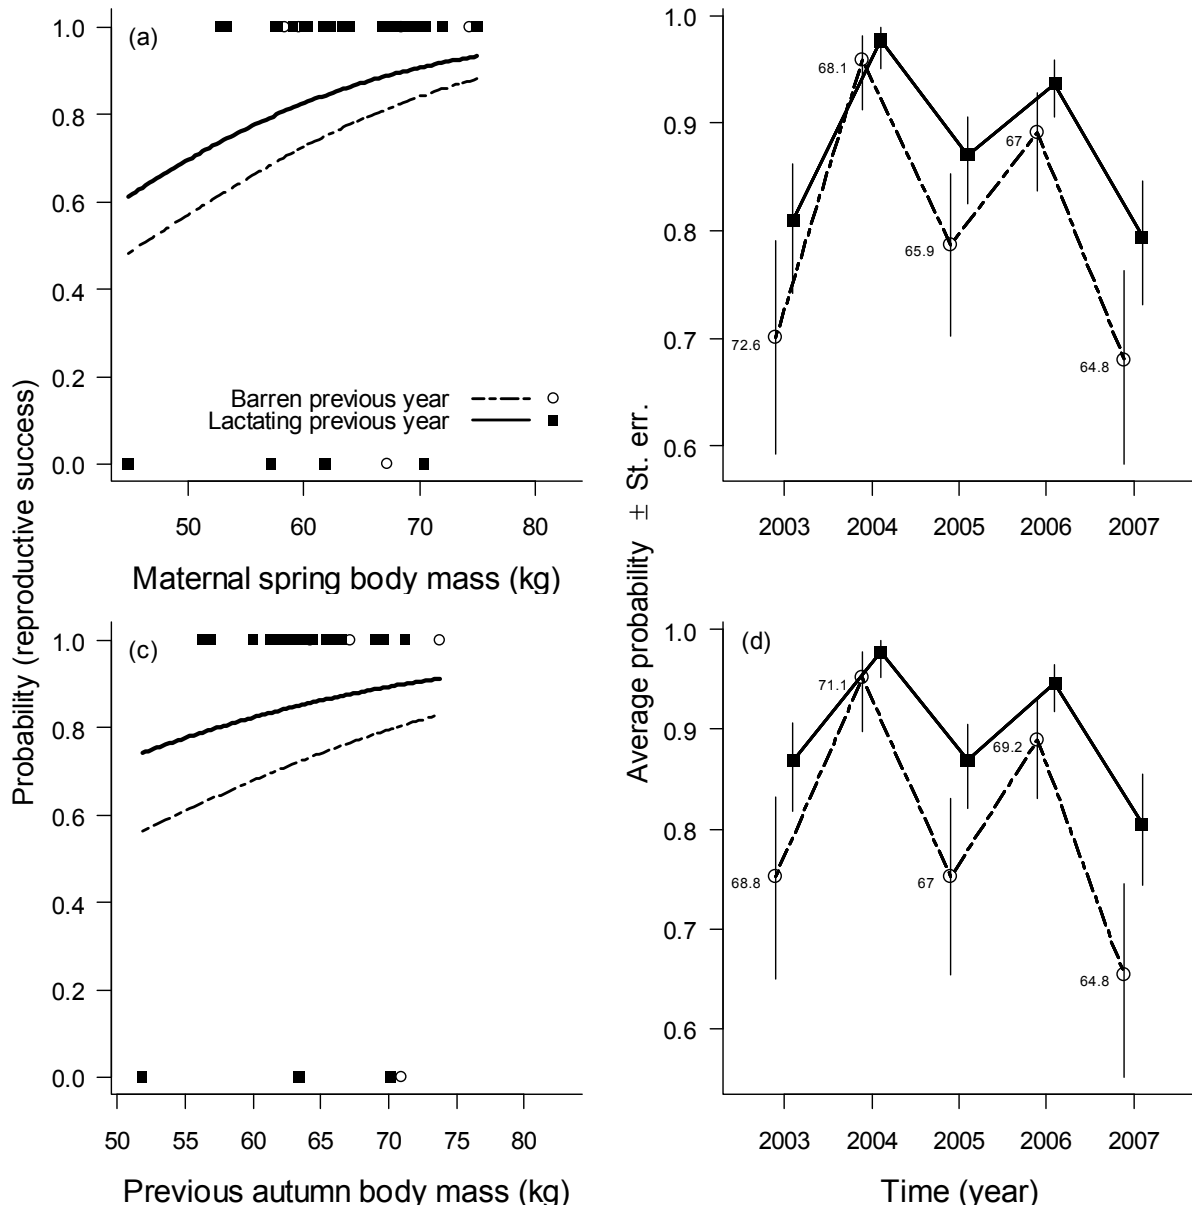 Probability (reproductive success)
(a)
1.0
0.8
0.6
0.4
0.2
0.0
Barren previous year
Lactating previous year
50 60 70 80
Maternal spring body mass (kg)
Average probability ± St. err.
1.0
0.9
0.8
0.7
0.6
72.6
68.1
65.9
67
64.8
2003 2004 2005 2006 2007
(c)
1.0
0.8
0.6
0.4
0.2
0.0
50 55 60 65 70 75 80
Previous autumn body mass (kg)
(d)
1.0
0.9
0.8
0.7
0.6
68.8
71.1
67
69.2
64.8
2003 2004 2005 2006 2007
Time (year)